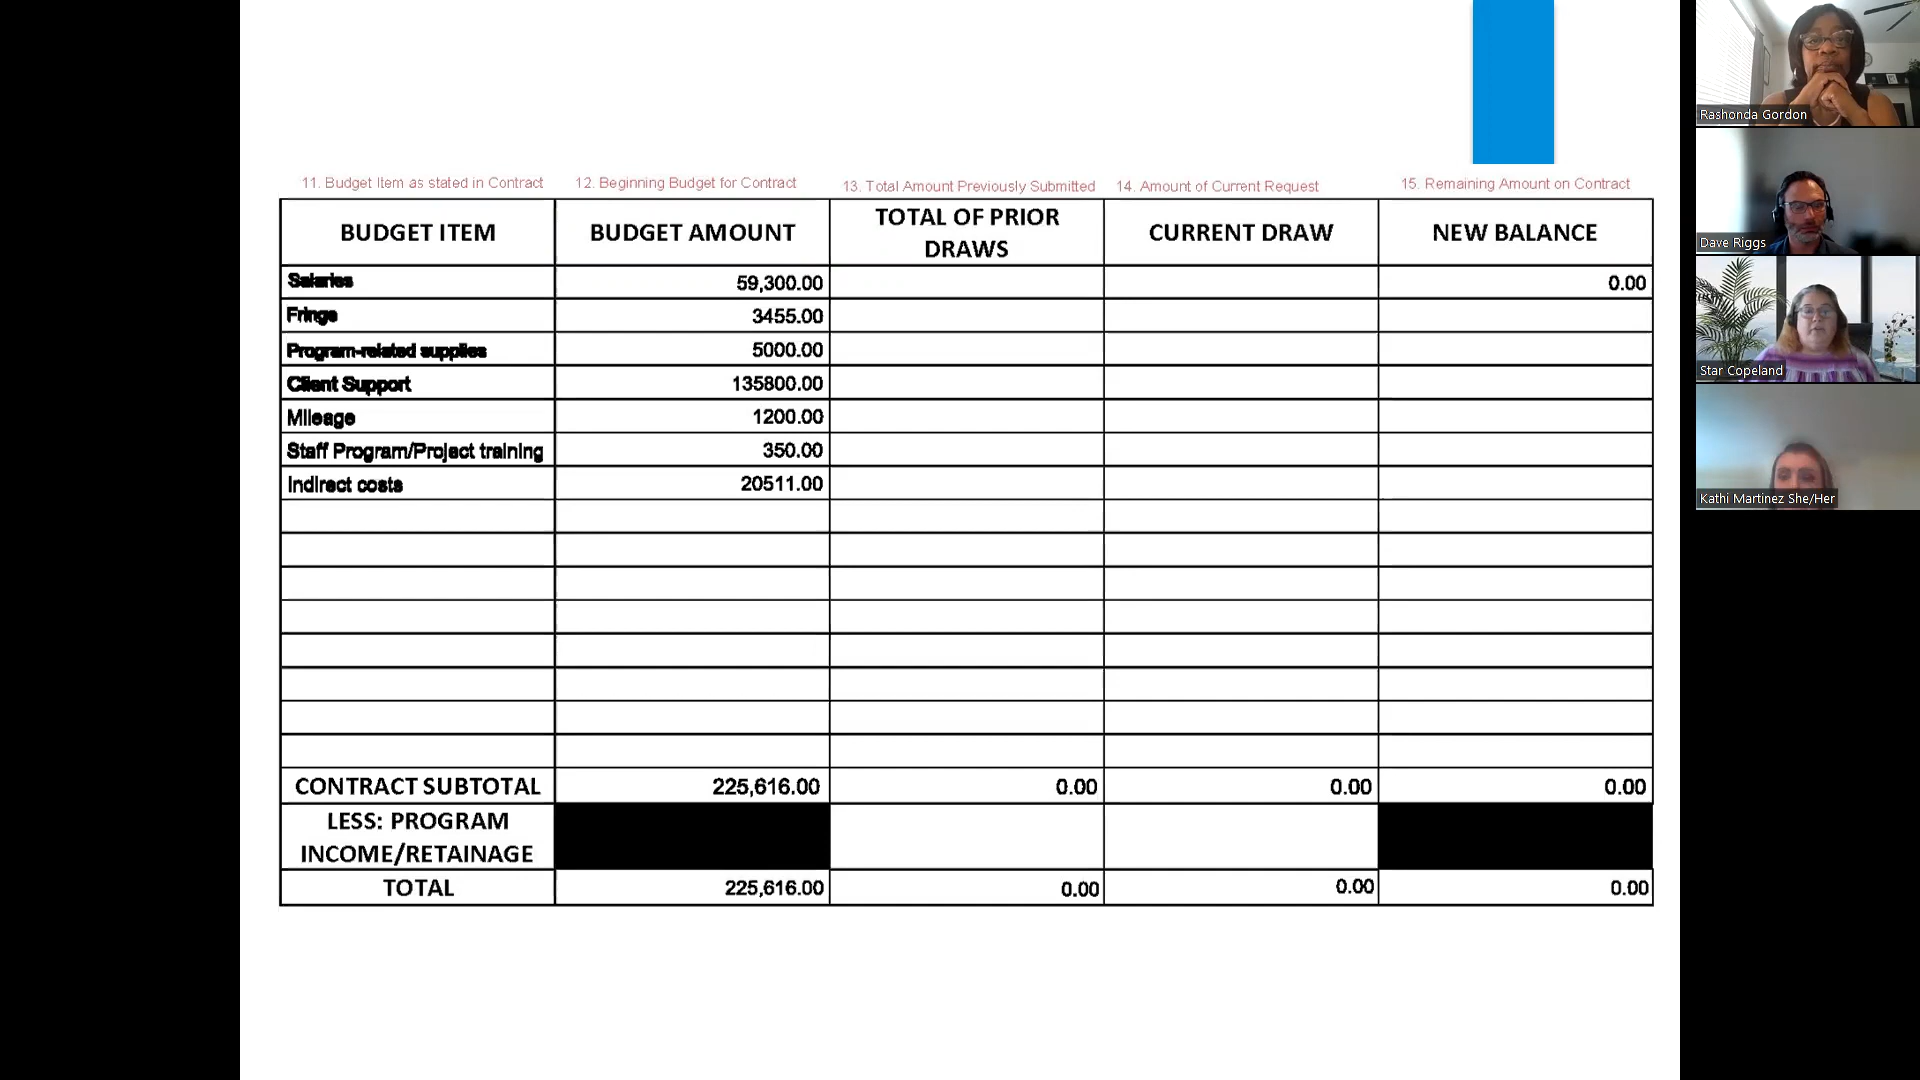 11. Budget Item as stated in Contract 12. Beginning Budget for Contract 13. Total Amount Previously Submitted 14. Amount of Current Request 15. Remaining Amount on Contract
BUDGET ITEM BUDGET AMOUNT TOTAL OF PRIOR DRAWS CURRENT DRAW NEW BALANCE
Salaries 59,300.00 0.00
Fringe 3455.00
Program-related supplies 5000.00
Client Support 135800.00
Mileage 1200.00
Staff Program/Project training 350.00
Indirect costs 20511.00
CONTRACT SUBTOTAL 225,616.00 0.00 0.00 0.00
LESS: PROGRAM
INCOME/RETAINAGE
TOTAL 225,616.00 0.00 0.00 0.00
Rashonda Gordon
Dave Riggs
Star Copeland
Kathi Martinez She/Her